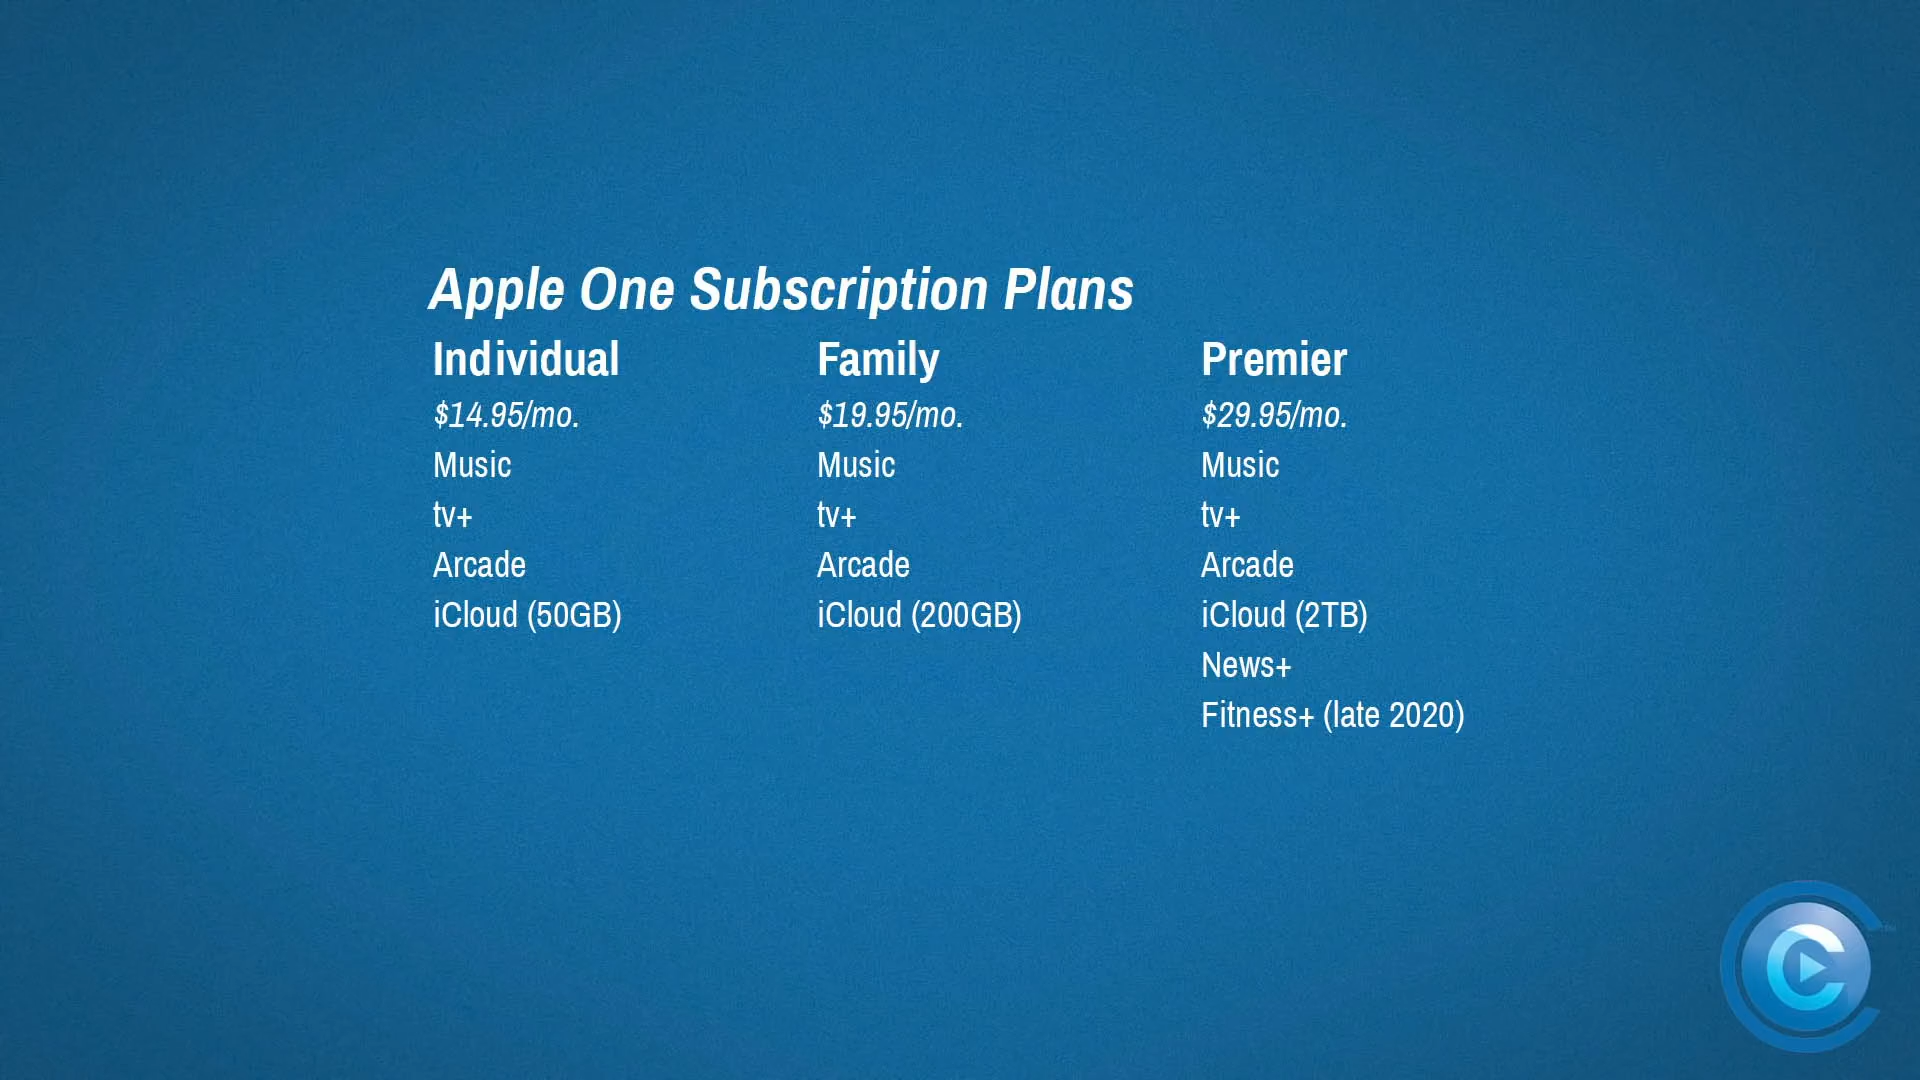 Apple One Subscription Plans
Individual
$14.95/mo.
Music
tv+
Arcade
iCloud (50GB)
Family
$19.95/mo.
Music
tv+
Arcade
iCloud (200GB)
Premier
$29.95/mo.
Music
tv+
Arcade
iCloud (2TB)
News+
Fitness+ (late 2020)